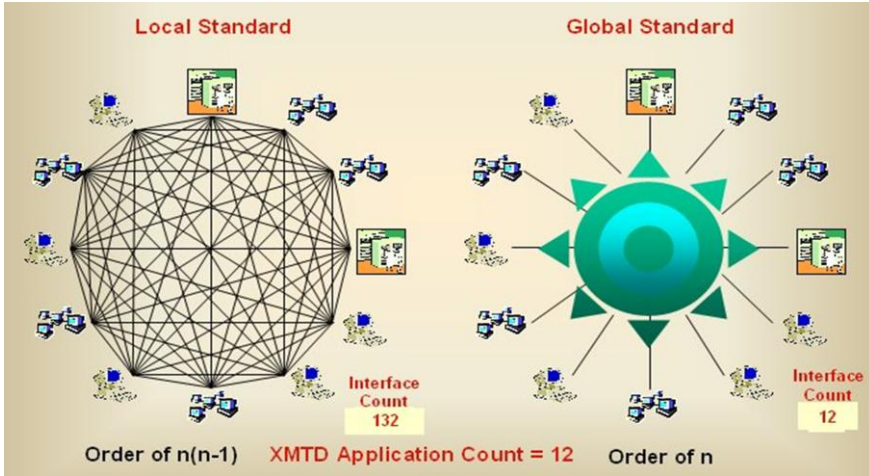 Local Standard
Global Standard
Interface
Count
132
Interface
Count
12
Order of n(n-1)
XMTD Application Count = 12
Order of n